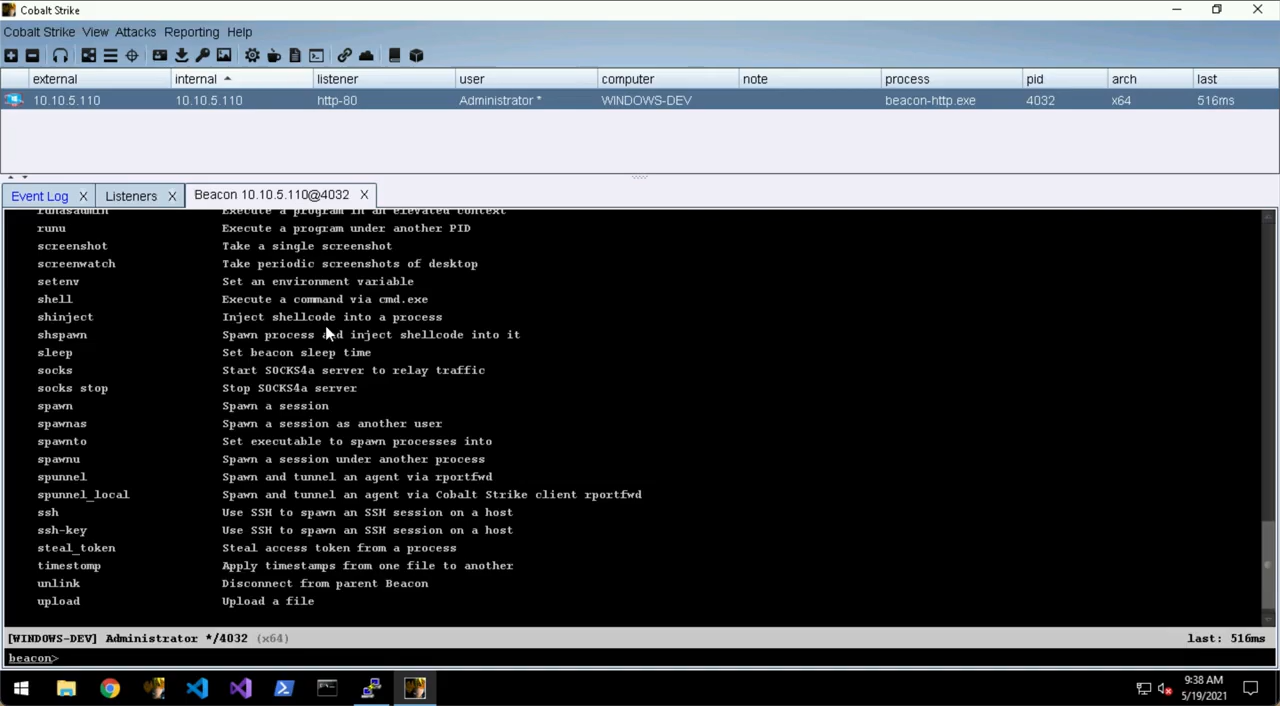 Cobalt Strike
Cobalt Strike View Attacks Reporting Help
external internal listener user computer note process pid arch last
10.10.5.110 10.10.5.110 http-80 Administrator * WINDOWS-DEV beacon-http.exe 4032 x64 516ms
Event Log X Listeners X Beacon 10.10.5.110@4032 X
runasadmin Execute a program in an elevated context
runu Execute a program under another PID
screenshot Take a single screenshot
screenwatch Take periodic screenshots of desktop
setenv Set an environment variable
shell Execute a command via cmd.exe
shinject Inject shellcode into a process
shspawn Spawn process and inject shellcode into it
sleep Set beacon sleep time
socks Start SOCKS4a server to relay traffic
socks stop Stop SOCKS4a server
spawn Spawn a session
spawnas Spawn a session as another user
spawnto Set executable to spawn processes into
spawnu Spawn a session under another process
spunnel Spawn and tunnel an agent via rportfwd
spunnel_local Spawn and tunnel an agent via Cobalt Strike client rportfwd
ssh Use SSH to spawn an SSH session on a host
ssh-key Use SSH to spawn an SSH session on a host
steal_token Steal access token from a process
timestomp Apply timestamps from one file to another
unlink Disconnect from parent Beacon
upload Upload a file
[WINDOWS-DEV] Administrator */4032 (x64) last: 516ms
beacon>
9:38 AM
5/19/2021